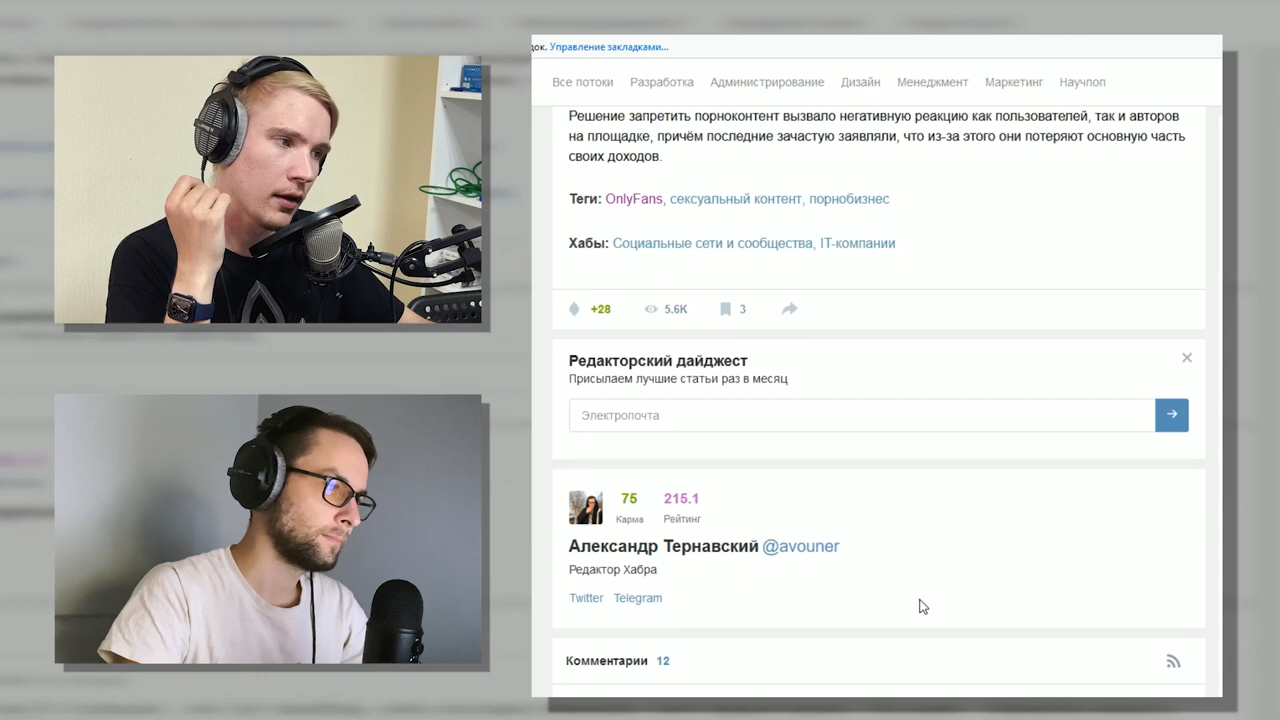 док. Управление закладками...
Все потоки Разработка Администрирование Дизайн Менеджмент Маркетинг Научпоп
Решение запретить порноконтент вызвало негативную реакцию как пользователей, так и авторов
на площадке, причём последние зачастую заявляли, что из-за этого они потеряют основную часть
своих доходов.
Теги: OnlyFans, сексуальный контент, порнобизнес
Хабы: Социальные сети и сообщества, IT-компании
+28 5.6K 3
Редакторский дайджест
Присылаем лучшие статьи раз в месяц
Электропочта
75 215.1
Карма Рейтинг
Александр Тернавский @avouner
Редактор Хабра
Twitter Telegram
Комментарии 12